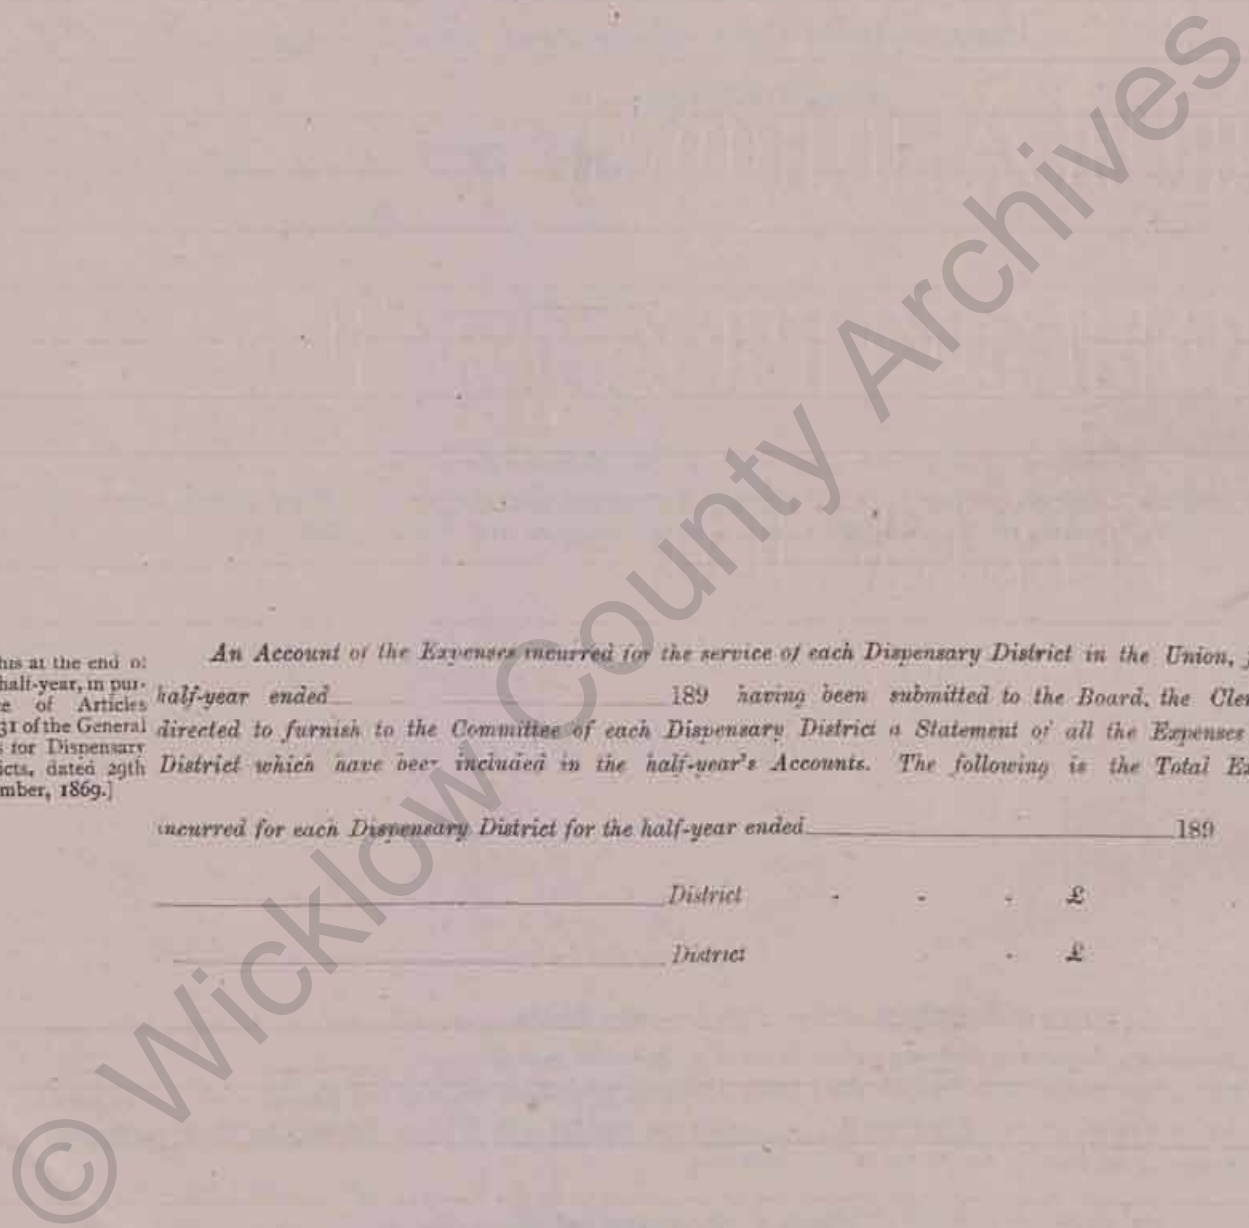 his at the end of
half-year, in pur-
e of Articles
31 of the General
s for Dispensary
icts, dated 29th
mber, 1869.]
An Account of the Expenses incurred for the service of each Dispensary District in the Union, f
half-year ended 189 having been submitted to the Board, the Cler
directed to furnish to the Committee of each Dispensary District a Statement of all the Expenses
District which have been included in the half-year's Accounts. The following is the Total Ex
incurred for each Dispensary District for the half-year ended 189
District - - - £
District - £
© Wicklow County Archives